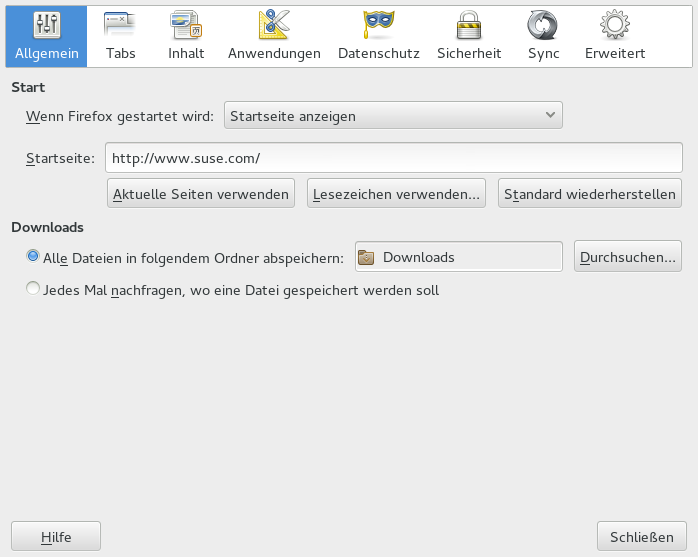 Allgemein Tabs Inhalt Anwendungen Datenschutz Sicherheit Sync Erweitert
Start
Wenn Firefox gestartet wird: Startseite anzeigen
Startseite: http://www.suse.com/
Aktuelle Seiten verwenden Lesezeichen verwenden... Standard wiederherstellen
Downloads
Alle Dateien in folgendem Ordner abspeichern: Downloads Durchsuchen...
Jedes Mal nachfragen, wo eine Datei gespeichert werden soll
Hilfe Schließen